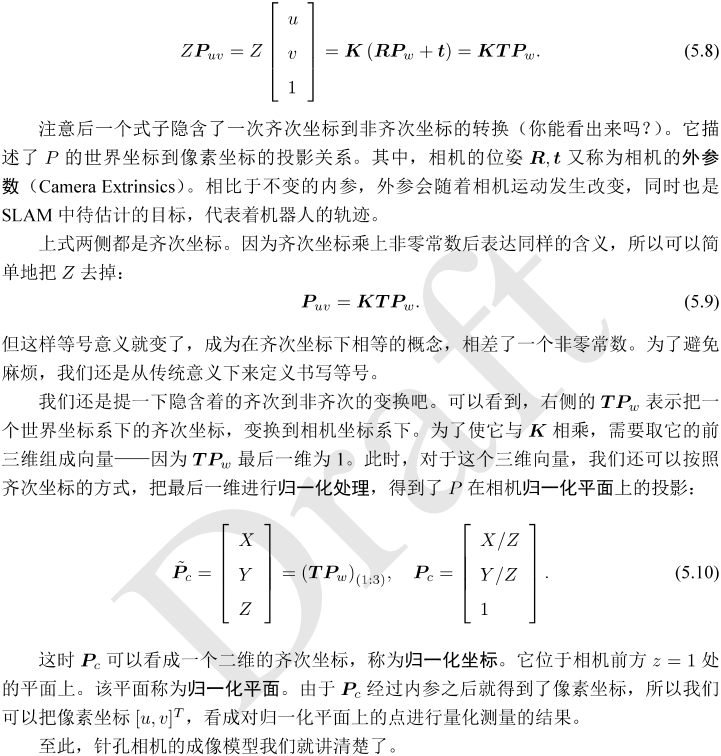 $$Z\boldsymbol{P}_{uv} = Z \begin{bmatrix} u \\ v \\ 1 \end{bmatrix} = \boldsymbol{K}(\boldsymbol{R}\boldsymbol{P}_w + \boldsymbol{t}) = \boldsymbol{K}\boldsymbol{T}\boldsymbol{P}_w. \quad (5.8)$$
注意后一个式子隐含了一次齐次坐标到非齐次坐标的转换（你能看出来吗？）。它描
述了 P 的世界坐标到像素坐标的投影关系。其中，相机的位姿 R, t 又称为相机的外参
数（Camera Extrinsics）。相比于不变的内参，外参会随着相机运动发生改变，同时也是
SLAM 中待估计的目标，代表着机器人的轨迹。
上式两侧都是齐次坐标。因为齐次坐标乘上非零常数后表达同样的含义，所以可以简
单地把 Z 去掉：
$$\boldsymbol{P}_{uv} = \boldsymbol{K}\boldsymbol{T}\boldsymbol{P}_w. \quad (5.9)$$
但这样等号意义就变了，成为在齐次坐标下相等的概念，相差了一个非零常数。为了避免
麻烦，我们还是从传统意义下来定义书写等号。
我们还是提一下隐含着的齐次到非齐次的变换吧。可以看到，右侧的 $\boldsymbol{T}\boldsymbol{P}_w$ 表示把一
个世界坐标系下的齐次坐标，变换到相机坐标系下。为了使它与 K 相乘，需要取它的前
三维组成向量——因为 $\boldsymbol{T}\boldsymbol{P}_w$ 最后一维为 1。此时，对于这个三维向量，我们还可以按照
齐次坐标的方式，把最后一维进行归一化处理，得到了 P 在相机归一化平面上的投影：
$$\tilde{\boldsymbol{P}}_c = \begin{bmatrix} X \\ Y \\ Z \end{bmatrix} = (\boldsymbol{T}\boldsymbol{P}_w)_{(1:3)}, \quad \boldsymbol{P}_c = \begin{bmatrix} X/Z \\ Y/Z \\ 1 \end{bmatrix}. \quad (5.10)$$
这时 $\boldsymbol{P}_c$ 可以看成一个二维的齐次坐标，称为归一化坐标。它位于相机前方 z = 1 处
的平面上。该平面称为归一化平面。由于 $\boldsymbol{P}_c$ 经过内参之后就得到了像素坐标，所以我们
可以把像素坐标 $[u, v]^T$，看成对归一化平面上的点进行量化测量的结果。
至此，针孔相机的成像模型我们就讲清楚了。
Draft